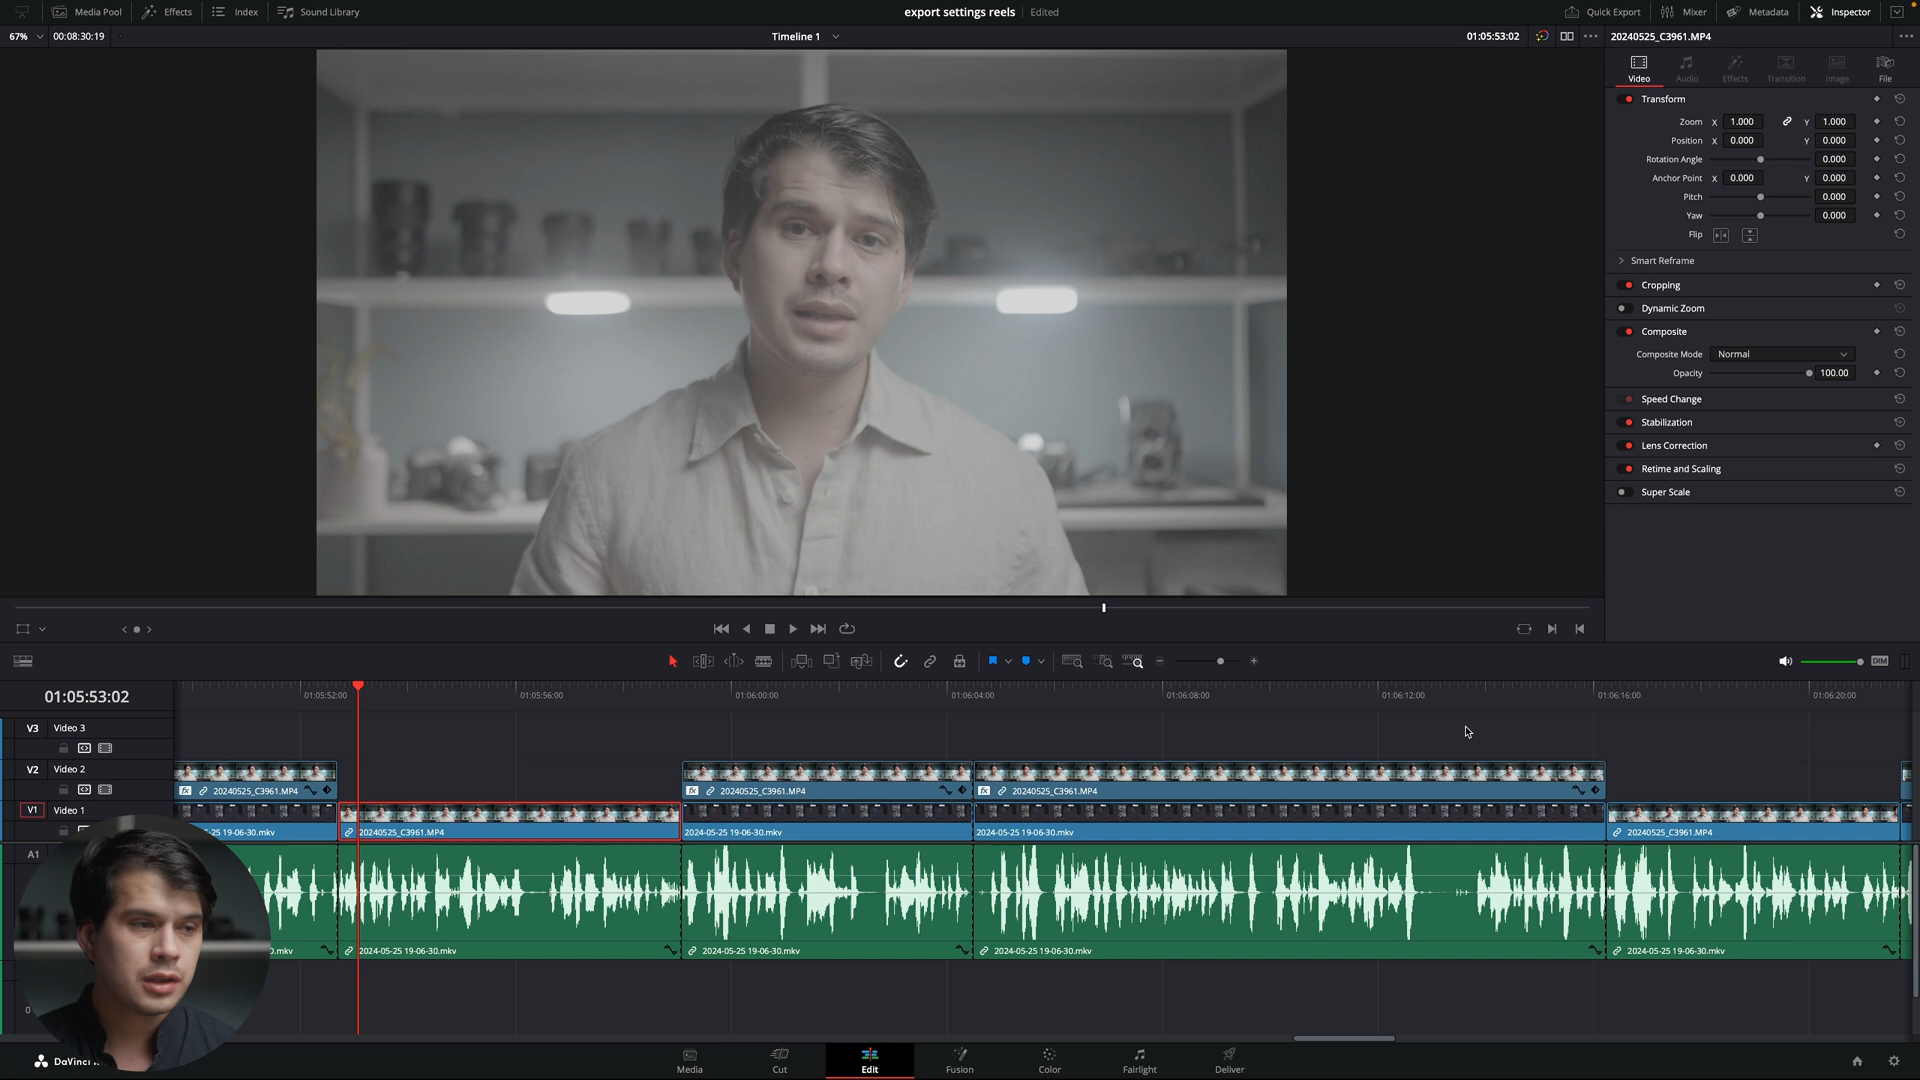 Media Pool
Effects
Index
Sound Library
export settings reels
Edited
Quick Export
Mixer
Metadata
Inspector
67%
00:08:30:19
Timeline 1
01:05:53:02
20240525_C3961.MP4
Video
Audio
Effects
Transition
Image
File
Transform
Zoom X 1.000 Y 1.000
Position X 0.000 Y 0.000
Rotation Angle 0.000
Anchor Point X 0.000 Y 0.000
Pitch 0.000
Yaw 0.000
Flip
Smart Reframe
Cropping
Dynamic Zoom
Composite
Composite Mode Normal
Opacity 100.00
Speed Change
Stabilization
Lens Correction
Retime and Scaling
Super Scale
DIM
01:05:53:02
01:05:52:00
01:05:56:00
01:06:00:00
01:06:04:00
01:06:08:00
01:06:12:00
01:06:16:00
01:06:20:00
V3 Video 3
V2 Video 2
fx 20240525_C3961.MP4
fx 20240525_C3961.MP4
fx 20240525_C3961.MP4
V1 Video 1
5-25 19-06-30.mkv
20240525_C3961.MP4
2024-05-25 19-06-30.mkv
2024-05-25 19-06-30.mkv
20240525_C3961.MP4
A1
0.mkv
2024-05-25 19-06-30.mkv
2024-05-25 19-06-30.mkv
2024-05-25 19-06-30.mkv
2024-05-25 19-06-30.mkv
0
DaVinci
Media
Cut
Edit
Fusion
Color
Fairlight
Deliver